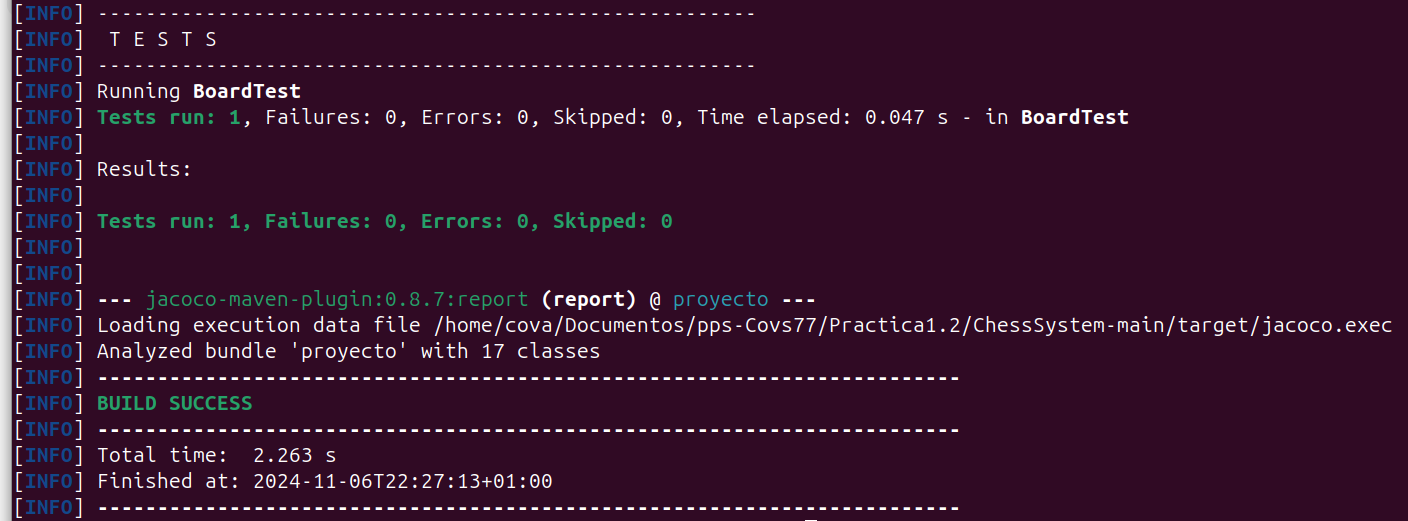 [INFO] -------------------------------------------------------
[INFO]  T E S T S
[INFO] -------------------------------------------------------
[INFO] Running BoardTest
[INFO] Tests run: 1, Failures: 0, Errors: 0, Skipped: 0, Time elapsed: 0.047 s - in BoardTest
[INFO]
[INFO] Results:
[INFO]
[INFO] Tests run: 1, Failures: 0, Errors: 0, Skipped: 0
[INFO]
[INFO]
[INFO] --- jacoco-maven-plugin:0.8.7:report (report) @ proyecto ---
[INFO] Loading execution data file /home/cova/Documentos/pps-Covs77/Practica1.2/ChessSystem-main/target/jacoco.exec
[INFO] Analyzed bundle 'proyecto' with 17 classes
[INFO] ------------------------------------------------------------------------
[INFO] BUILD SUCCESS
[INFO] ------------------------------------------------------------------------
[INFO] Total time:  2.263 s
[INFO] Finished at: 2024-11-06T22:27:13+01:00
[INFO] ------------------------------------------------------------------------